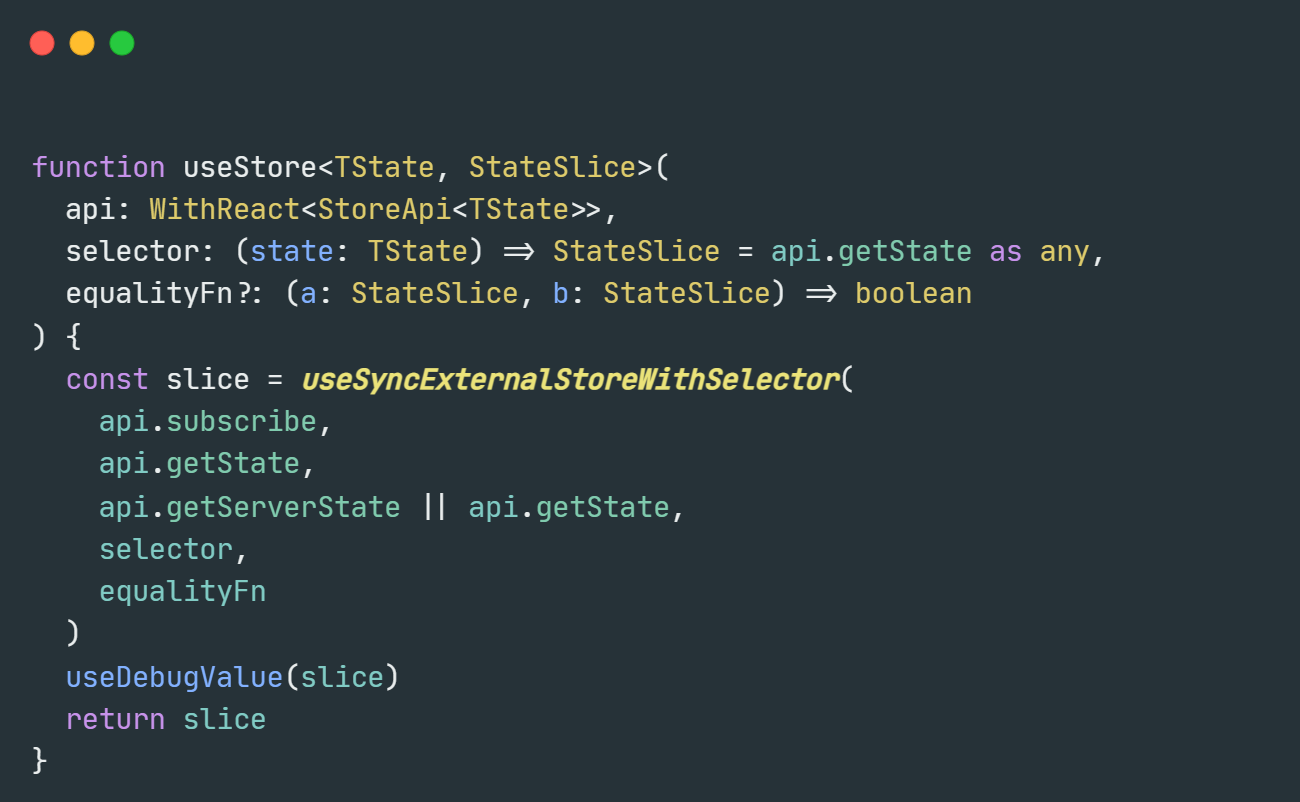 function useStore<TState, StateSlice>(
  api: WithReact<StoreApi<TState>>,
  selector: (state: TState) => StateSlice = api.getState as any,
  equalityFn?: (a: StateSlice, b: StateSlice) => boolean
) {
  const slice = useSyncExternalStoreWithSelector(
    api.subscribe,
    api.getState,
    api.getServerState || api.getState,
    selector,
    equalityFn
  )
  useDebugValue(slice)
  return slice
}